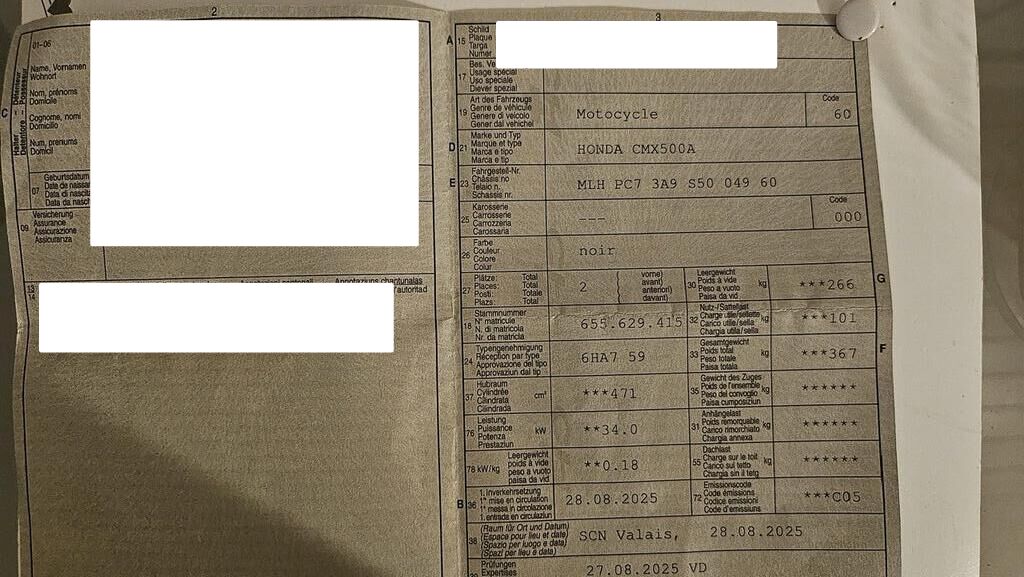 2
01-06
Name, Vornamen
Wohnort
Nom, prénoms
Domicile
Cognome, nomi
Domicilio
Num, prenums
Domicil
C
Halter – Détenteur
Detentore – Possessur
07
Geburtsdatum
Date de naissan
Data di nascita
Data da nasch
09
Versicherung
Assurance
Assicurazione
Assicuranza
13
14
Annotaziuns chantunalas
l'autoritad
3
A 15
Schild
Plaque
Targa
Numer
17
Bes. Ve
Usage spécial
Uso speciale
Diever spezial
19
Art des Fahrzeugs
Genre de véhicule
Genere di veicolo
Gener dal vehichel
Motocycle
Code
60
D 21
Marke und Typ
Marque et type
Marca e tipo
Marca e tip
HONDA CMX500A
E 23
Fahrgestell-Nr.
Châssis no
Telaio n.
Schassis nr.
MLH PC7 3A9 S50 049 60
25
Karosserie
Carrosserie
Carrozzeria
Carossaria
---
Code
000
26
Farbe
Couleur
Colore
Colur
noir
27
Plätze: Total
Places: Total
Posti: Totale
Plazs: Total
2
vorne)
avant)
anteriori)
davant)
30
Leergewicht
Poids à vide
Peso a vuoto
Paisa da vid
kg
***266
G
18
Stammnummer
N° matricule
N. di matricola
Nr. da matricla
655.629.415
32
Nutz-/Sattellast
Charge utile/sellette
Carico utile/sella
Chargia utila/sella
kg
***101
24
Typengenehmigung
Réception par type
Approvazione del tipo
Approvaziun dal tip
6HA7 59
33
Gesamtgewicht
Poids total
Peso totale
Paisa totala
kg
***367
F
37
Hubraum
Cylindrée
Cilindrata
Cilindrada
cm³
***471
35
Gewicht des Zuges
Poids de l'ensemble
Peso del convoglio
Paisa cumposiziun
kg
******
76
Leistung
Puissance
Potenza
Prestaziun
kW
**34.0
31
Anhängelast
Poids remorquable
Carico rimorchiato
Chargia annexa
kg
******
78 kW/kg
Leergewicht
poids à vide
peso a vuoto
paisa da vid
**0.18
55
Dachlast
Charge sur le toit
Carico sul tetto
Chargia sin il tetg
kg
******
B 36
1. Inverkehrsetzung
1re mise en circulation
1a messa in circolazione
1. entrada en circulaziun
28.08.2025
72
Emissionscode
Code émissions
Codice emissioni
Code d'emissiuns
***C05
38
(Raum für Ort und Datum)
(Espace pour lieu et date)
(Spazio per luogo e data)
(Spazi per lieu e data)
SCN Valais, 28.08.2025
39
Prüfungen
Expertises
27.08.2025 VD